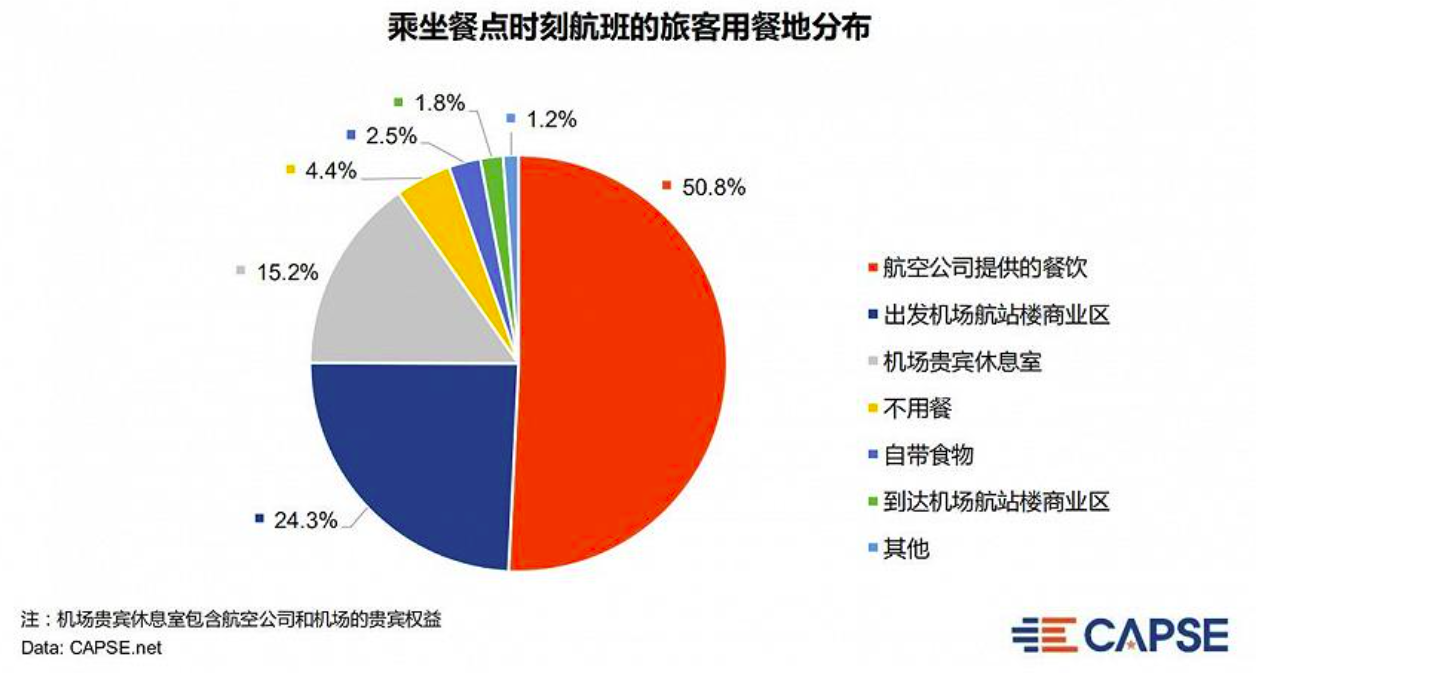 乘坐餐点时刻航班的旅客用餐地分布
1.8%
1.2%
2.5%
4.4%
50.8%
15.2%
24.3%
航空公司提供的餐饮
出发机场航站楼商业区
机场贵宾休息室
不用餐
自带食物
到达机场航站楼商业区
其他
注：机场贵宾休息室包含航空公司和机场的贵宾权益
Data: CAPSE.net
CAPSE